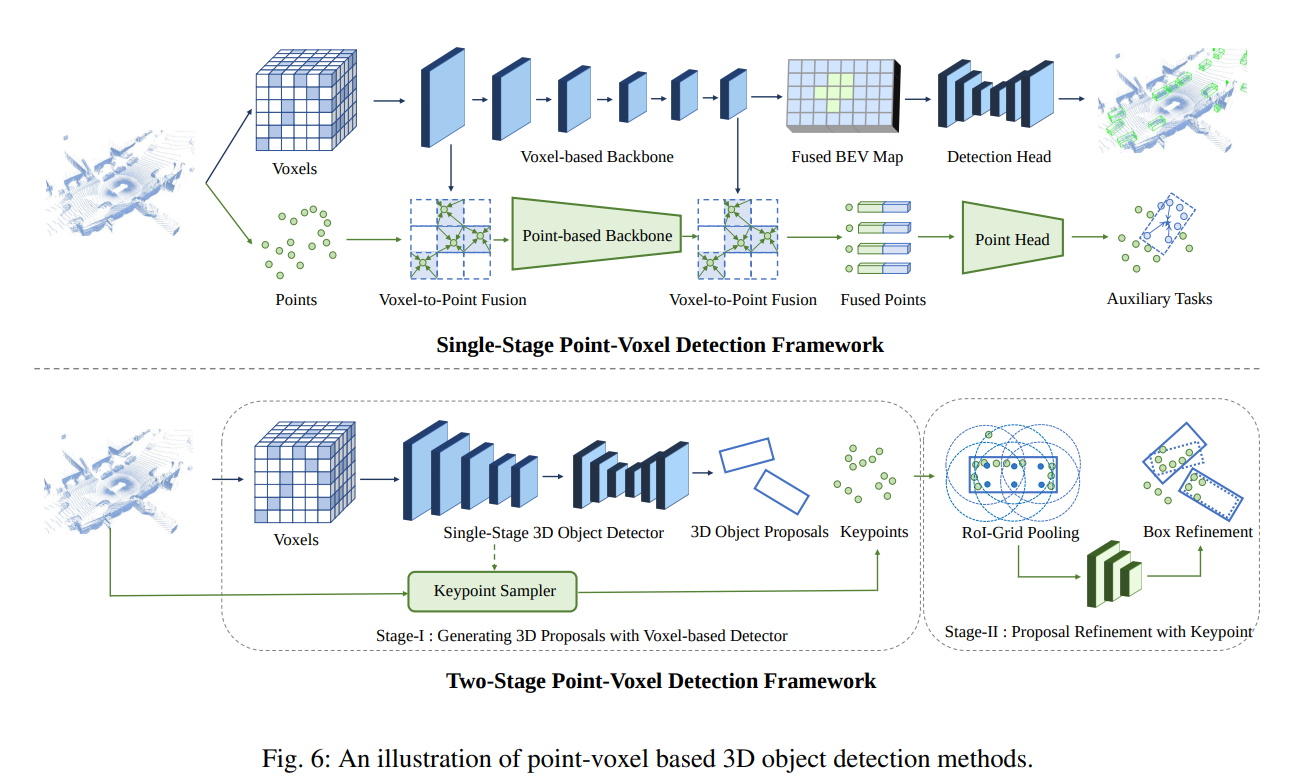 Voxels
Voxel-based Backbone
Fused BEV Map
Detection Head
Point-based Backbone
Point Head
Points
Voxel-to-Point Fusion
Voxel-to-Point Fusion
Fused Points
Auxiliary Tasks
Single-Stage Point-Voxel Detection Framework
Voxels
Single-Stage 3D Object Detector
3D Object Proposals
Keypoints
RoI-Grid Pooling
Box Refinement
Keypoint Sampler
Stage-I : Generating 3D Proposals with Voxel-based Detector
Stage-II : Proposal Refinement with Keypoint
Two-Stage Point-Voxel Detection Framework
Fig. 6: An illustration of point-voxel based 3D object detection methods.